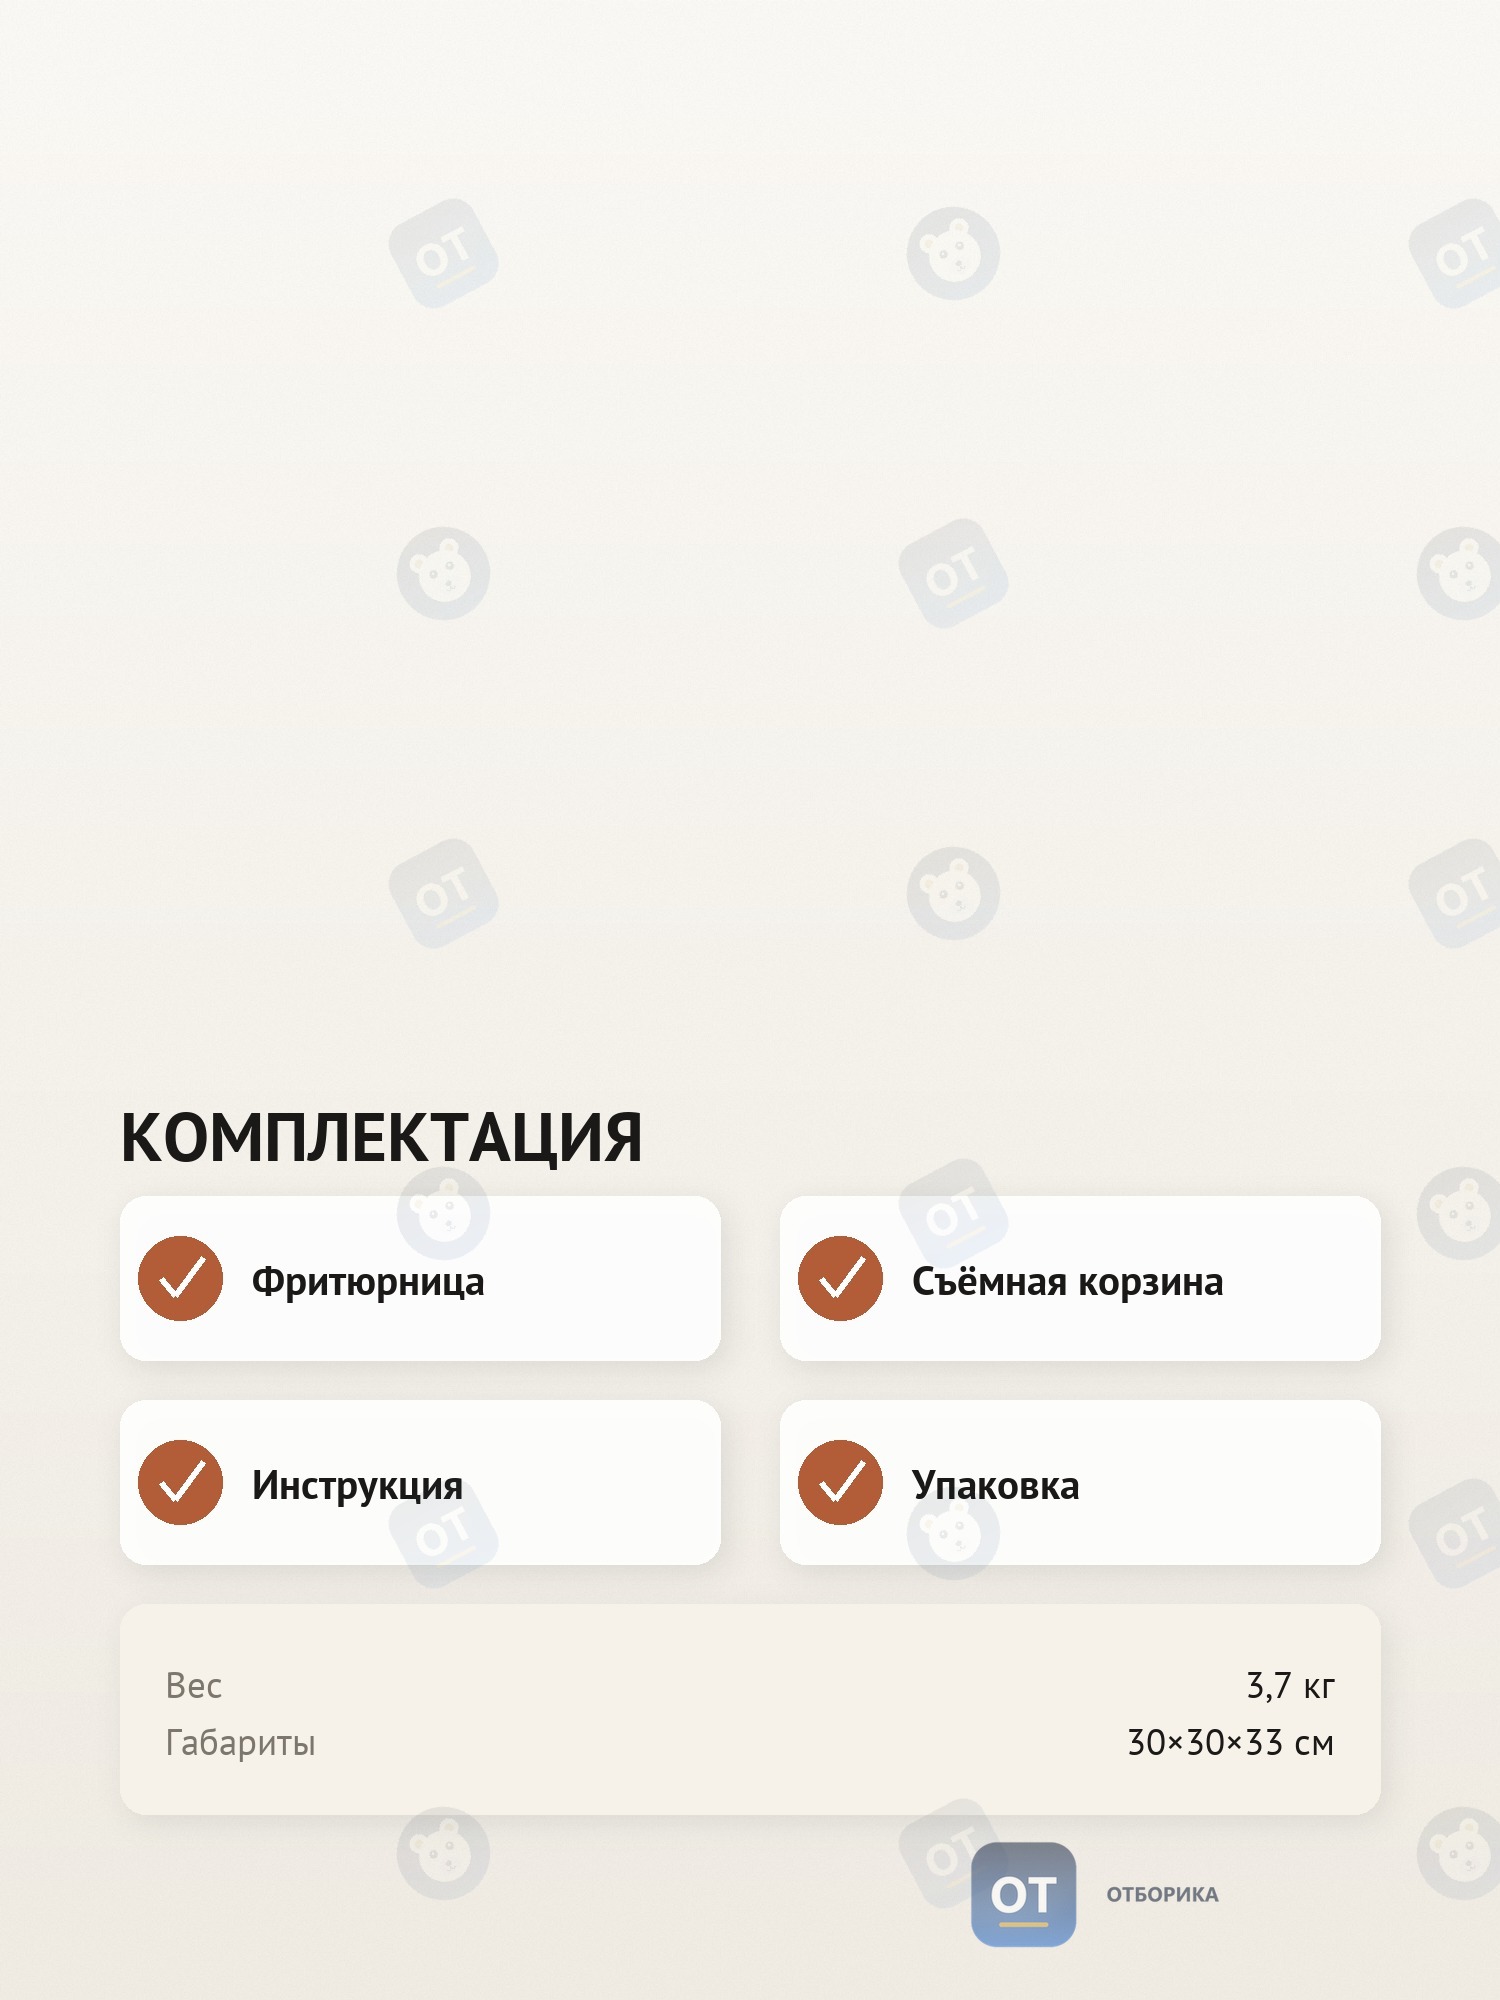 КОМПЛЕКТАЦИЯ
Фритюрница
Съёмная корзина
Инструкция
Упаковка
Вес 3,7 кг
Габариты 30×30×33 см
ОТ ОТБОРИКА